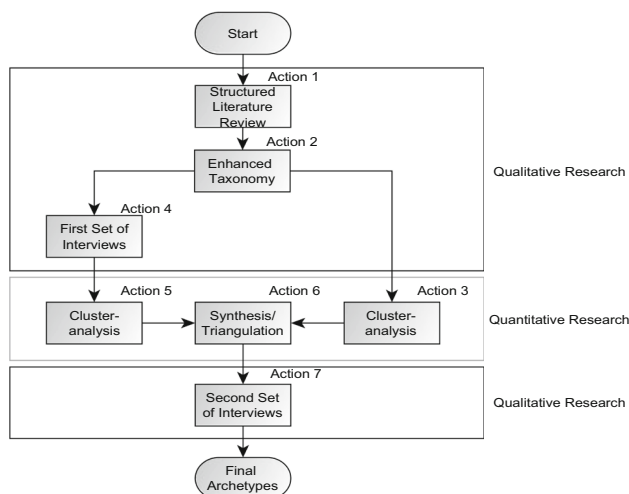 Start
Action 1
Structured
Literature
Review
Action 2
Enhanced
Taxonomy
Qualitative Research
Action 4
First Set of
Interviews
Action 5
Action 6
Action 3
Cluster-
analysis
Synthesis/
Triangulation
Cluster-
analysis
Quantitative Research
Action 7
Second Set
of Interviews
Qualitative Research
Final
Archetypes